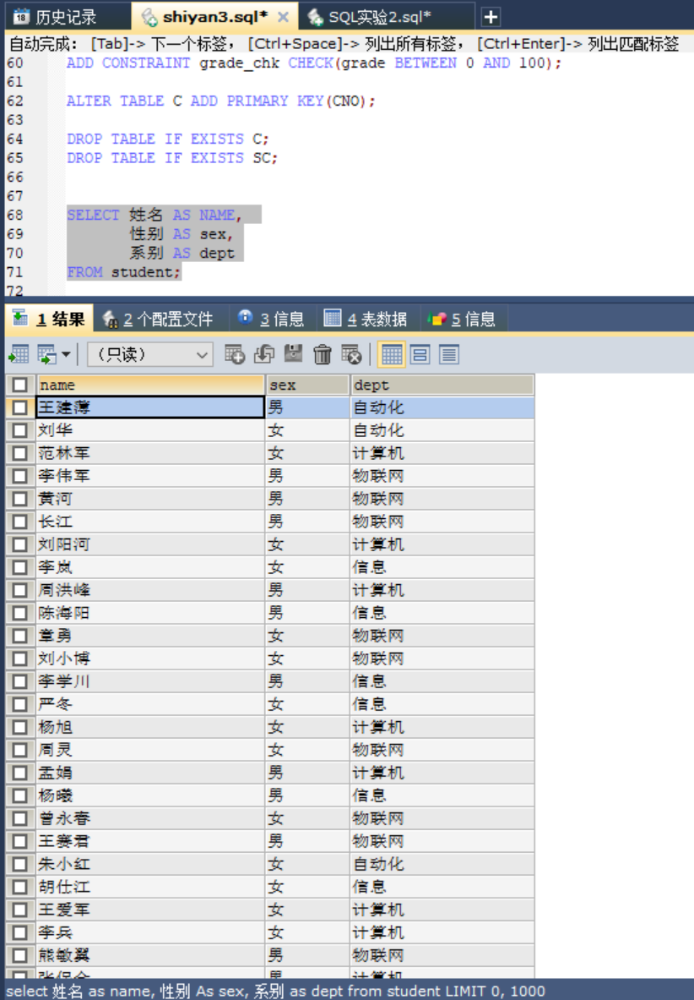 历史记录 shiyan3.sql* × SQL实验2.sql*
自动完成: [Tab]-> 下一个标签, [Ctrl+Space]-> 列出所有标签, [Ctrl+Enter]-> 列出匹配标签
60 ADD CONSTRAINT grade_chk CHECK(grade BETWEEN 0 AND 100);
61
62 ALTER TABLE C ADD PRIMARY KEY(CNO);
63
64 DROP TABLE IF EXISTS C;
65 DROP TABLE IF EXISTS SC;
66
67
68 SELECT 姓名 AS NAME,
69 性别 AS sex,
70 系别 AS dept
71 FROM student;
72
1 结果 2 个配置文件 3 信息 4 表数据 5 信息
(只读)
name sex dept
王建薄 男 自动化
刘华 女 自动化
范林军 女 计算机
李伟军 男 物联网
黄河 男 物联网
长江 男 物联网
刘阳河 女 计算机
李岚 女 信息
周洪峰 男 计算机
陈海阳 男 信息
章勇 女 物联网
刘小博 女 物联网
李学川 男 信息
严冬 女 信息
杨旭 女 计算机
周灵 女 物联网
孟娟 男 计算机
杨曦 男 信息
曾永春 女 物联网
王赛君 男 物联网
朱小红 女 自动化
胡仕江 女 信息
王爱军 女 计算机
李兵 女 计算机
熊敏翼 男 物联网
select 姓名 as name, 性别 As sex, 系别 as dept from student LIMIT 0, 1000